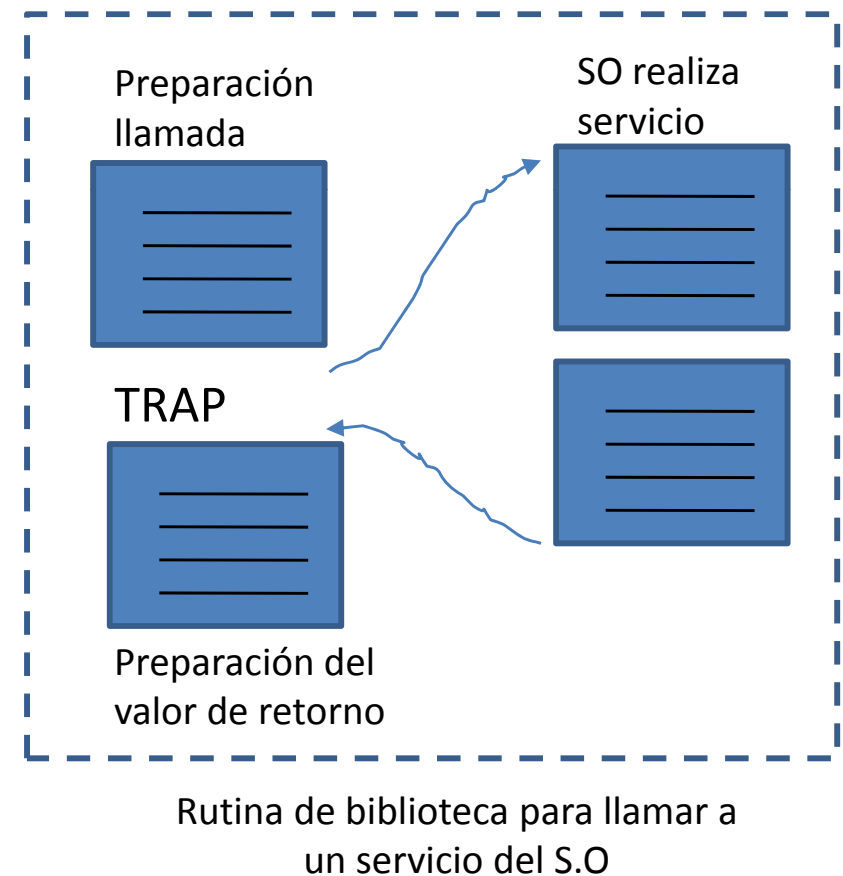 Preparación
llamada
SO realiza
servicio
TRAP
Preparación del
valor de retorno
Rutina de biblioteca para llamar a
un servicio del S.O